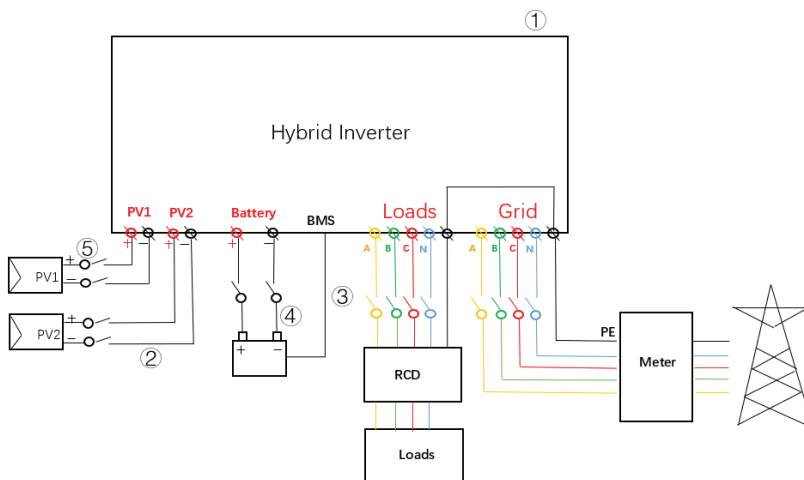 ①
Hybrid Inverter
PV1 PV2 Battery BMS Loads Grid
+ − + − + − A B C N A B C N
⑤
+
− PV1
+
− PV2
②
③
④
+ −
PE
RCD
Meter
Loads